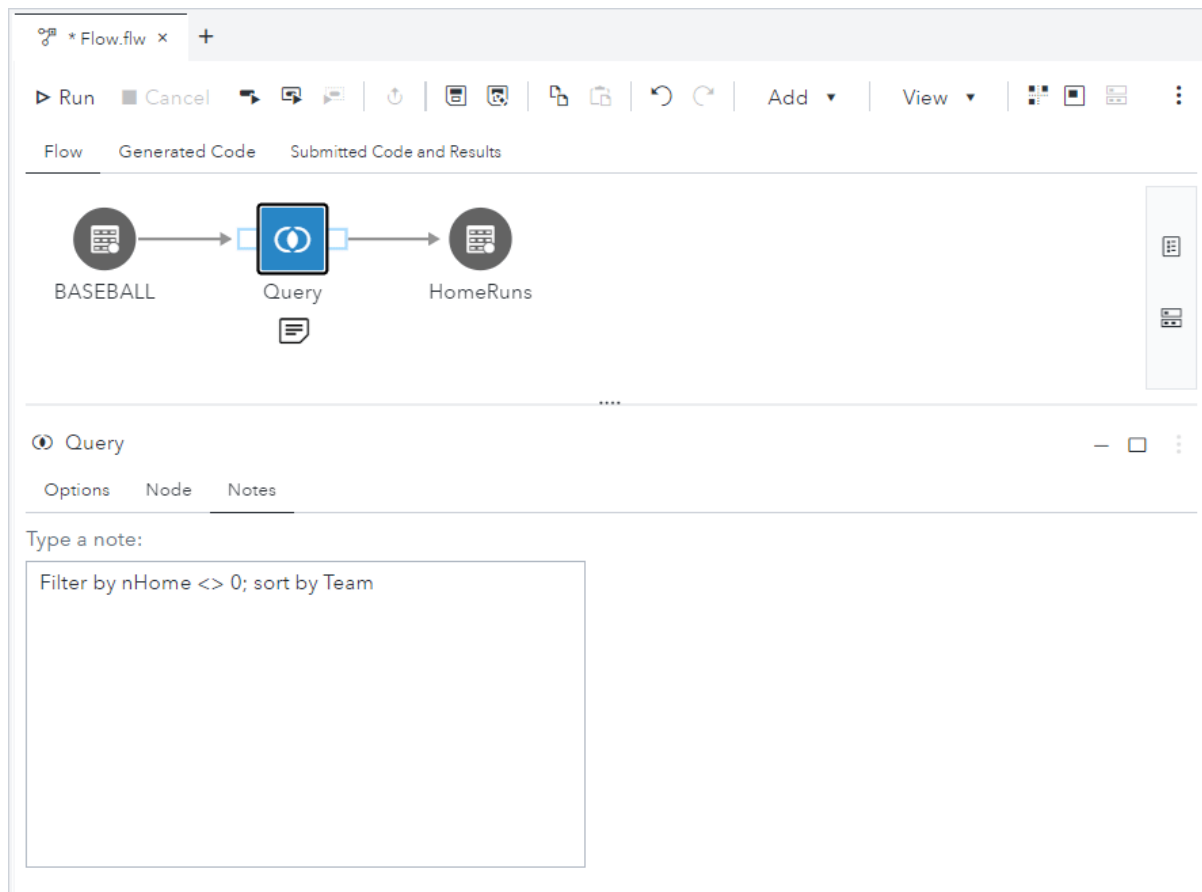 * Flow.flw × +
Run Cancel Add View
Flow Generated Code Submitted Code and Results
BASEBALL Query HomeRuns
Query
Options Node Notes
Type a note:
Filter by nHome <> 0; sort by Team